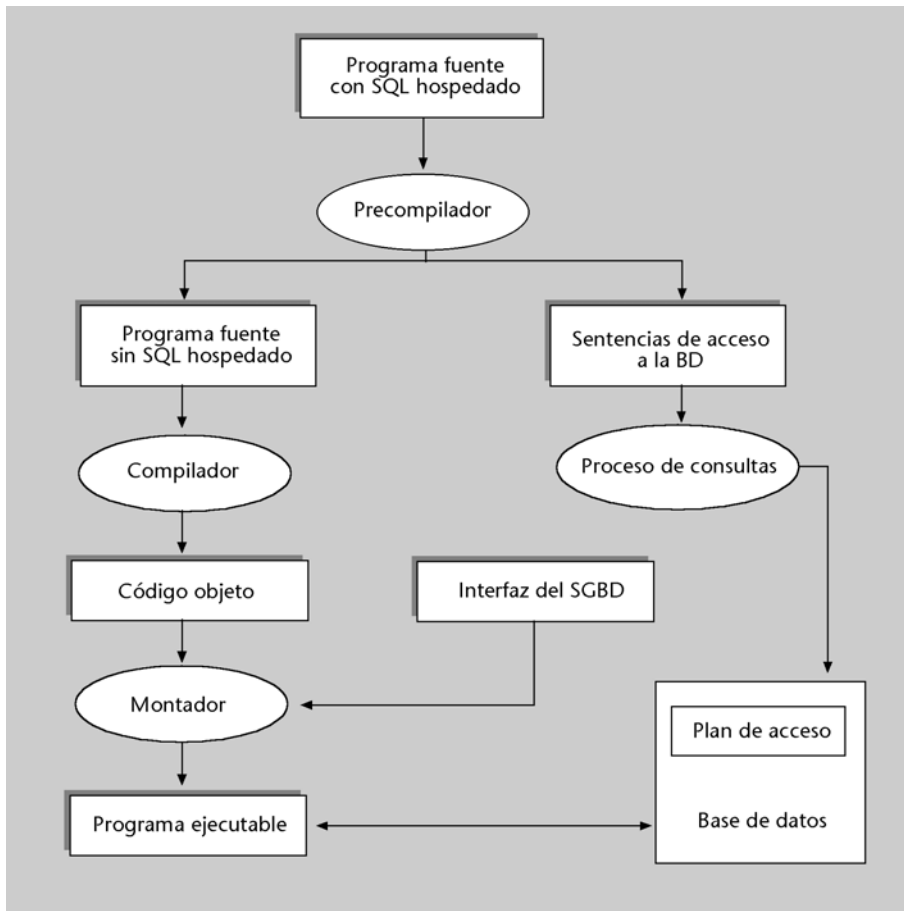 Programa fuente
con SQL hospedado
Precompilador
Programa fuente
sin SQL hospedado
Sentencias de acceso
a la BD
Compilador
Proceso de consultas
Código objeto
Interfaz del SGBD
Montador
Plan de acceso
Programa ejecutable
Base de datos